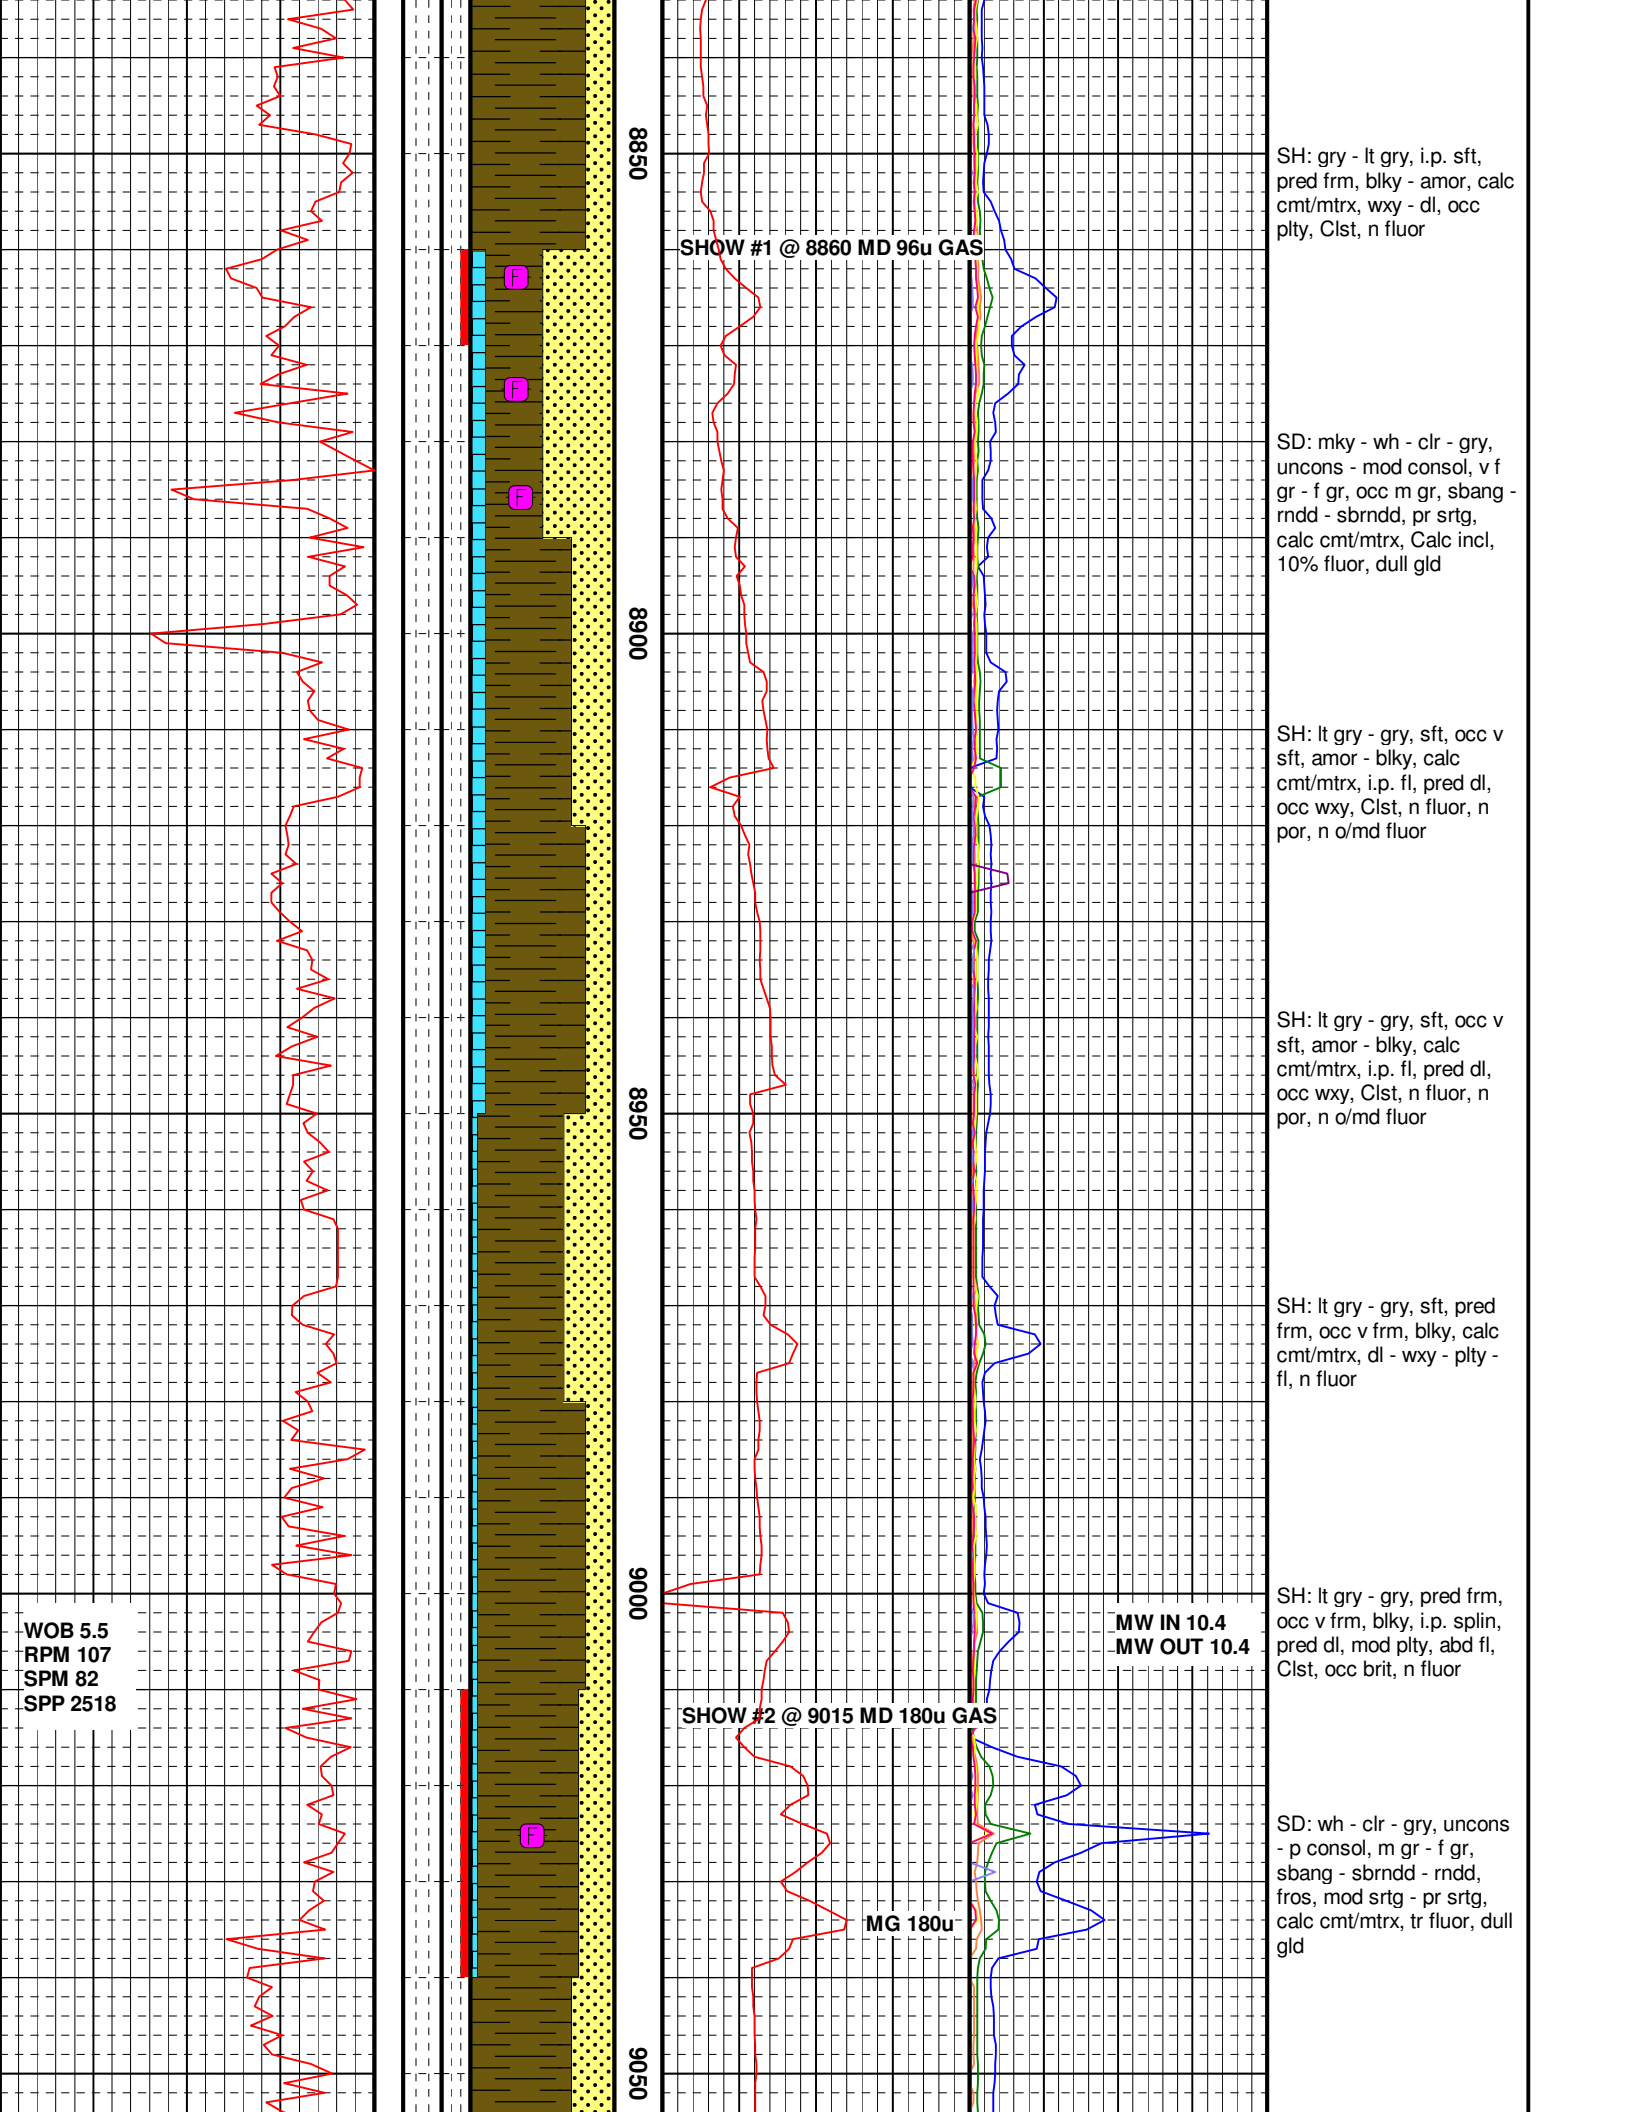 8850
SH: gry - lt gry, i.p. sft,
pred frm, blky - amor, calc
cmt/mtrx, wxy - dl, occ
plty, Clst, n fluor
SHOW #1 @ 8860 MD 96u GAS
F
F
SD: mky - wh - clr - gry,
uncons - mod consol, v f
gr - f gr, occ m gr, sbang -
rndd - sbrndd, pr srtg,
calc cmt/mtrx, Calc incl,
10% fluor, dull gld
F
8900
SH: lt gry - gry, sft, occ v
sft, amor - blky, calc
cmt/mtrx, i.p. fl, pred dl,
occ wxy, Clst, n fluor, n
por, n o/md fluor
SH: lt gry - gry, sft, occ v
sft, amor - blky, calc
cmt/mtrx, i.p. fl, pred dl,
occ wxy, Clst, n fluor, n
por, n o/md fluor
8950
SH: lt gry - gry, sft, pred
frm, occ v frm, blky, calc
cmt/mtrx, dl - wxy - plty -
fl, n fluor
9000
SH: lt gry - gry, pred frm,
occ v frm, blky, i.p. splin,
pred dl, mod plty, abd fl,
Clst, occ brit, n fluor
WOB 5.5
RPM 107
SPM 82
SPP 2518
MW IN 10.4
MW OUT 10.4
SHOW #2 @ 9015 MD 180u GAS
F
SD: wh - clr - gry, uncons
- p consol, m gr - f gr,
sbang - sbrndd - rndd,
fros, mod srtg - pr srtg,
calc cmt/mtrx, tr fluor, dull
gld
MG 180u
9050